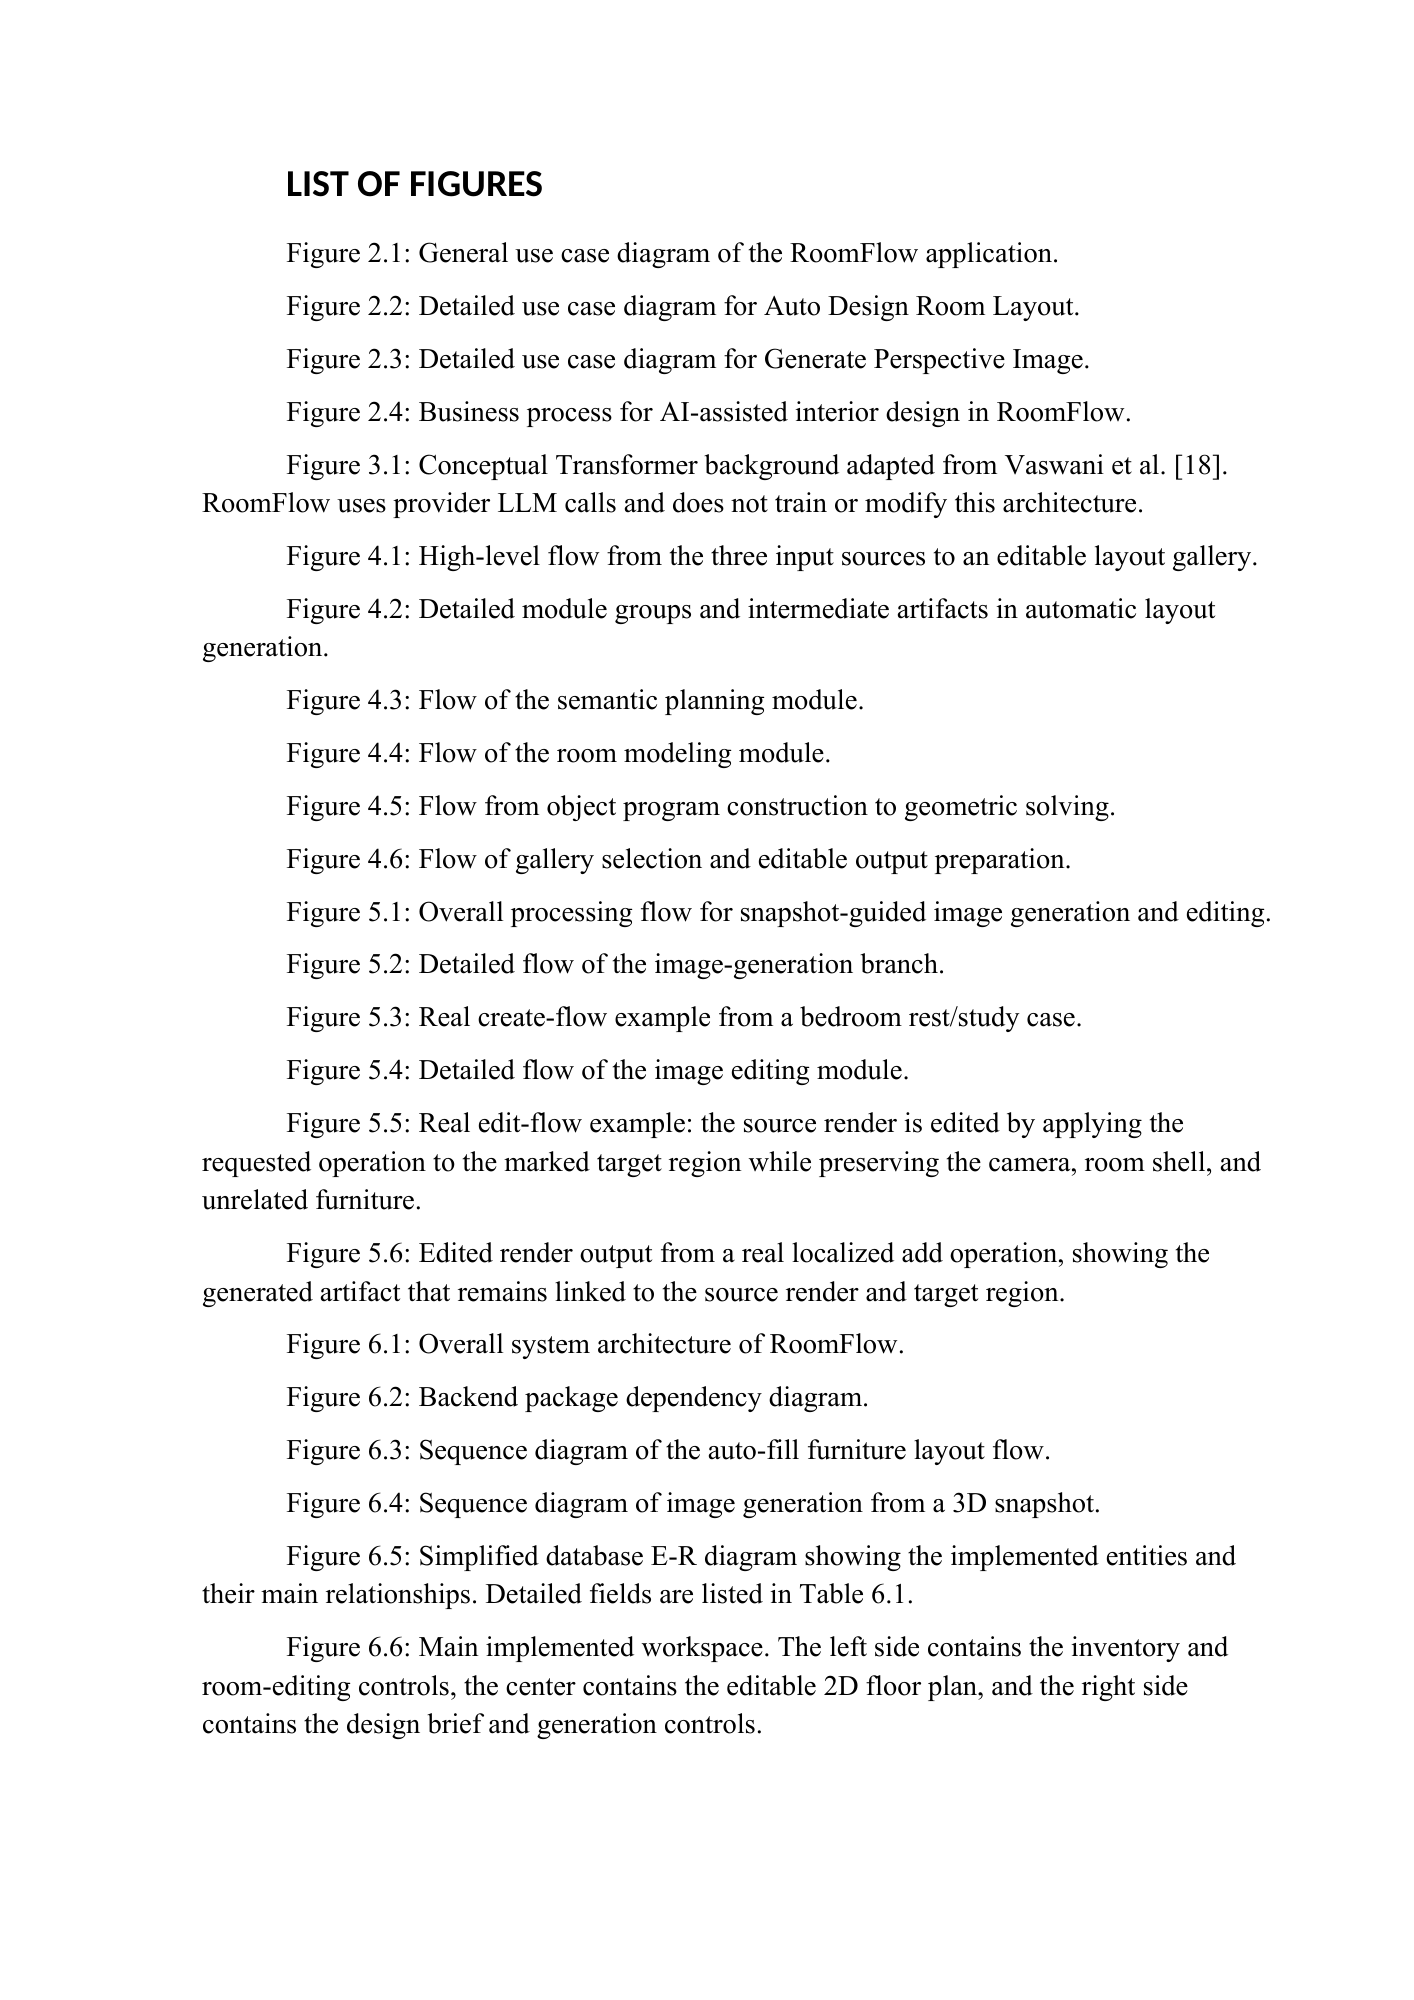 LIST OF FIGURES
Figure 2.1: General use case diagram of the RoomFlow application.
Figure 2.2: Detailed use case diagram for Auto Design Room Layout.
Figure 2.3: Detailed use case diagram for Generate Perspective Image.
Figure 2.4: Business process for AI-assisted interior design in RoomFlow.
Figure 3.1: Conceptual Transformer background adapted from Vaswani et al. [18].
RoomFlow uses provider LLM calls and does not train or modify this architecture.
Figure 4.1: High-level flow from the three input sources to an editable layout gallery.
Figure 4.2: Detailed module groups and intermediate artifacts in automatic layout
generation.
Figure 4.3: Flow of the semantic planning module.
Figure 4.4: Flow of the room modeling module.
Figure 4.5: Flow from object program construction to geometric solving.
Figure 4.6: Flow of gallery selection and editable output preparation.
Figure 5.1: Overall processing flow for snapshot-guided image generation and editing.
Figure 5.2: Detailed flow of the image-generation branch.
Figure 5.3: Real create-flow example from a bedroom rest/study case.
Figure 5.4: Detailed flow of the image editing module.
Figure 5.5: Real edit-flow example: the source render is edited by applying the
requested operation to the marked target region while preserving the camera, room shell, and
unrelated furniture.
Figure 5.6: Edited render output from a real localized add operation, showing the
generated artifact that remains linked to the source render and target region.
Figure 6.1: Overall system architecture of RoomFlow.
Figure 6.2: Backend package dependency diagram.
Figure 6.3: Sequence diagram of the auto-fill furniture layout flow.
Figure 6.4: Sequence diagram of image generation from a 3D snapshot.
Figure 6.5: Simplified database E-R diagram showing the implemented entities and
their main relationships. Detailed fields are listed in Table 6.1.
Figure 6.6: Main implemented workspace. The left side contains the inventory and
room-editing controls, the center contains the editable 2D floor plan, and the right side
contains the design brief and generation controls.